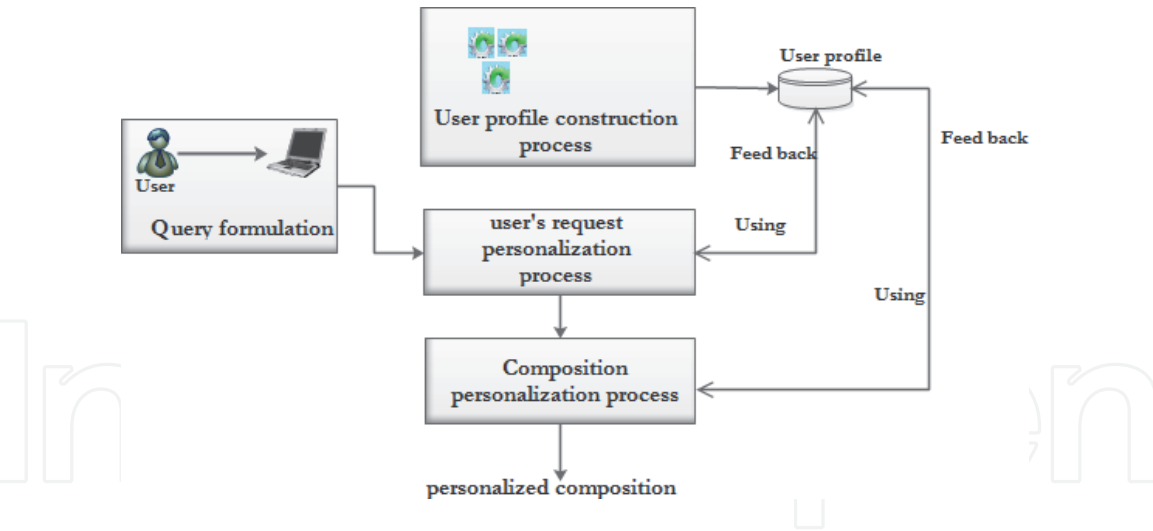 User profile
User profile construction
process
Feed back
Feed back
User
Query formulation
user's request
personalization
process
Using
Using
Composition
personalization process
personalized composition